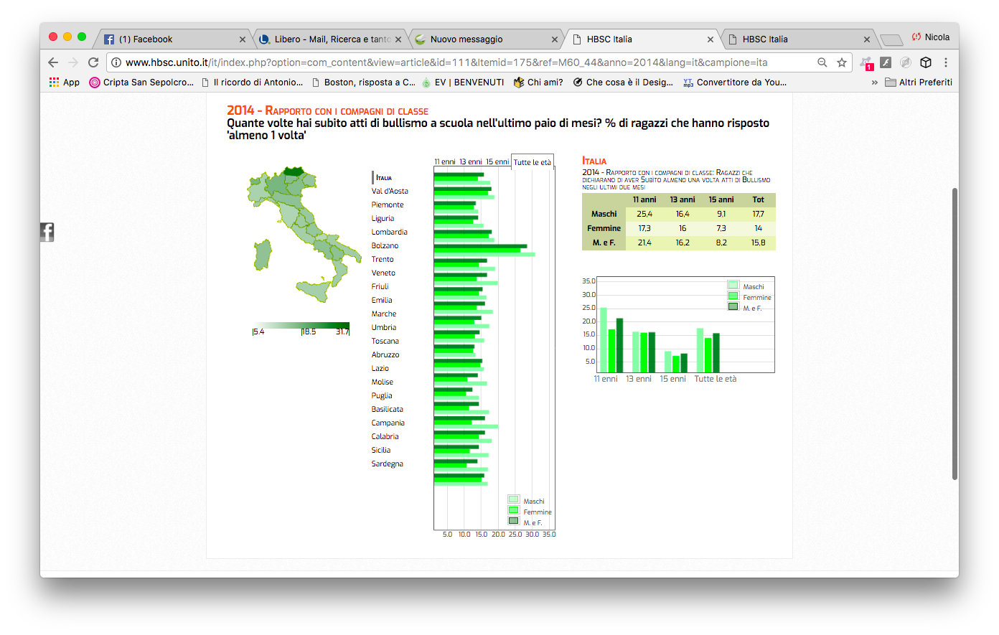 (1) Facebook
Libero - Mail, Ricerca e tanto
Nuovo messaggio
HBSC Italia
HBSC Italia
Nicola
www.hbsc.unito.it/it/index.php?option=com_content&view=article&id=111&Itemid=175&ref=M60_44&anno=2014&lang=it&campione=ita
1
App
Cripta San Sepolcro...
Il ricordo di Antonio...
Boston, risposta a C...
EV | BENVENUTI
Chi ami?
Che cosa è il Desig...
YT mp3
Convertitore da You...
»
Altri Preferiti
2014 - Rapporto con i compagni di classe
Quante volte hai subito atti di bullismo a scuola nell'ultimo paio di mesi? % di ragazzi che hanno risposto
'almeno 1 volta'
5.4 18.5 31.7
11 enni 13 enni 15 enni Tutte le età
Italia
Val d'Aosta
Piemonte
Liguria
Lombardia
Bolzano
Trento
Veneto
Friuli
Emilia
Marche
Umbria
Toscana
Abruzzo
Lazio
Molise
Puglia
Basilicata
Campania
Calabria
Sicilia
Sardegna
Maschi
Femmine
M. e F.
5.0 10.0 15.0 20.0 25.0 30.0 35.0
Italia
2014 - Rapporto con i compagni di classe: Ragazzi che
dichiarano di aver Subito almeno una volta atti di Bullismo
negli ultimi due mesi
11 anni 13 anni 15 anni Tot
Maschi 25,4 16,4 9,1 17,7
Femmine 17,3 16 7,3 14
M. e F. 21,4 16,2 8,2 15,8
35.0
30.0
25.0
20.0
15.0
10.0
5.0
Maschi
Femmine
M. e F.
11 enni 13 enni 15 enni Tutte le età